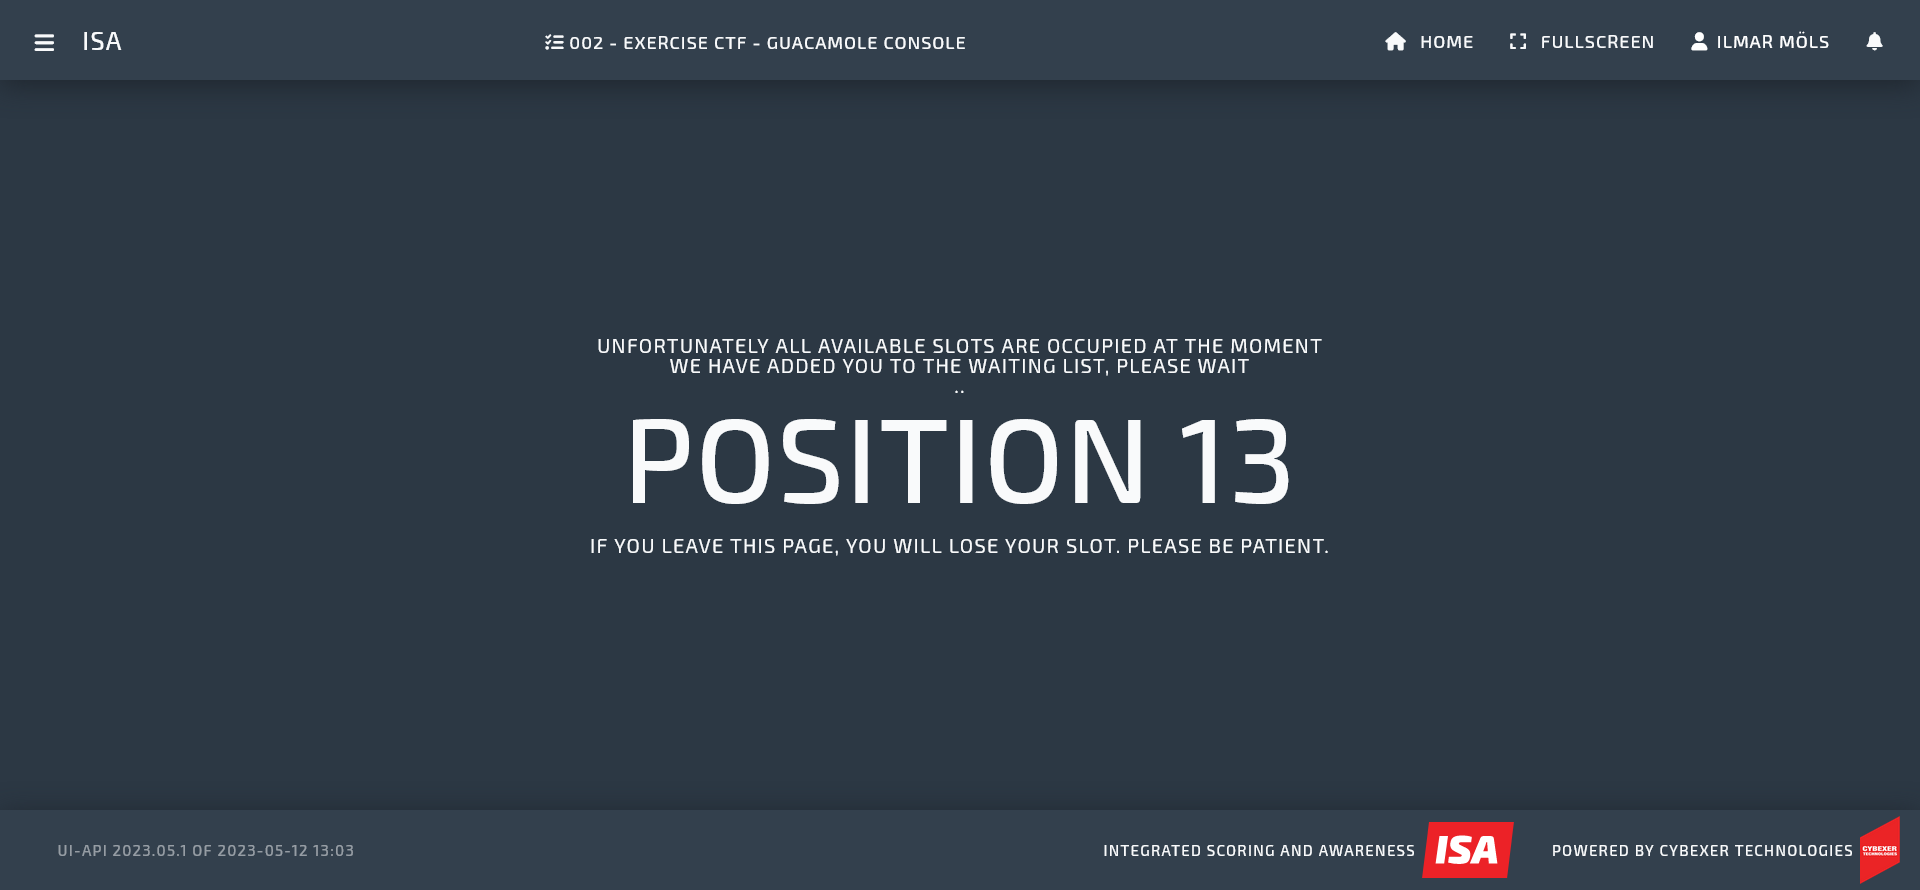 ISA
002 - EXERCISE CTF - GUACAMOLE CONSOLE
HOME
FULLSCREEN
ILMAR MÖLS
UNFORTUNATELY ALL AVAILABLE SLOTS ARE OCCUPIED AT THE MOMENT
WE HAVE ADDED YOU TO THE WAITING LIST, PLEASE WAIT
..
POSITION 13
IF YOU LEAVE THIS PAGE, YOU WILL LOSE YOUR SLOT. PLEASE BE PATIENT.
UI-API 2023.05.1 OF 2023-05-12 13:03
INTEGRATED SCORING AND AWARENESS
ISA
POWERED BY CYBEXER TECHNOLOGIES
CYBEXER
TECHNOLOGIES